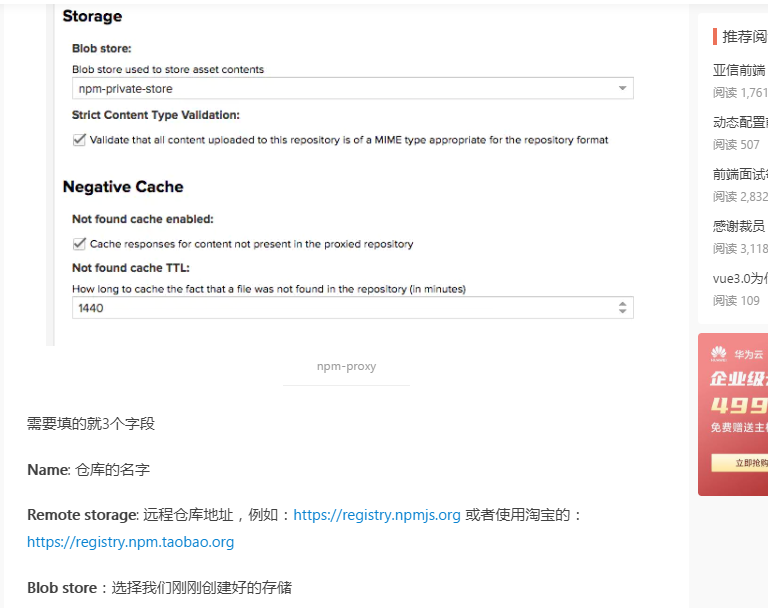 Storage
Blob store:
Blob store used to store asset contents
npm-private-store
Strict Content Type Validation:
Validate that all content uploaded to this repository is of a MIME type appropriate for the repository format
Negative Cache
Not found cache enabled:
Cache responses for content not present in the proxied repository
Not found cache TTL:
How long to cache the fact that a file was not found in the repository (in minutes)
1440
npm-proxy
需要填的就3个字段
Name: 仓库的名字
Remote storage: 远程仓库地址，例如：https://registry.npmjs.org 或者使用淘宝的：
https://registry.npm.taobao.org
Blob store：选择我们刚刚创建好的存储
推荐阅
亚信前端
阅读 1,761
动态配置
阅读 507
前端面试
阅读 2,832
感谢裁员
阅读 3,118
vue3.0为
阅读 109
华为云
企业级
499
免费赠送主
立即抢购